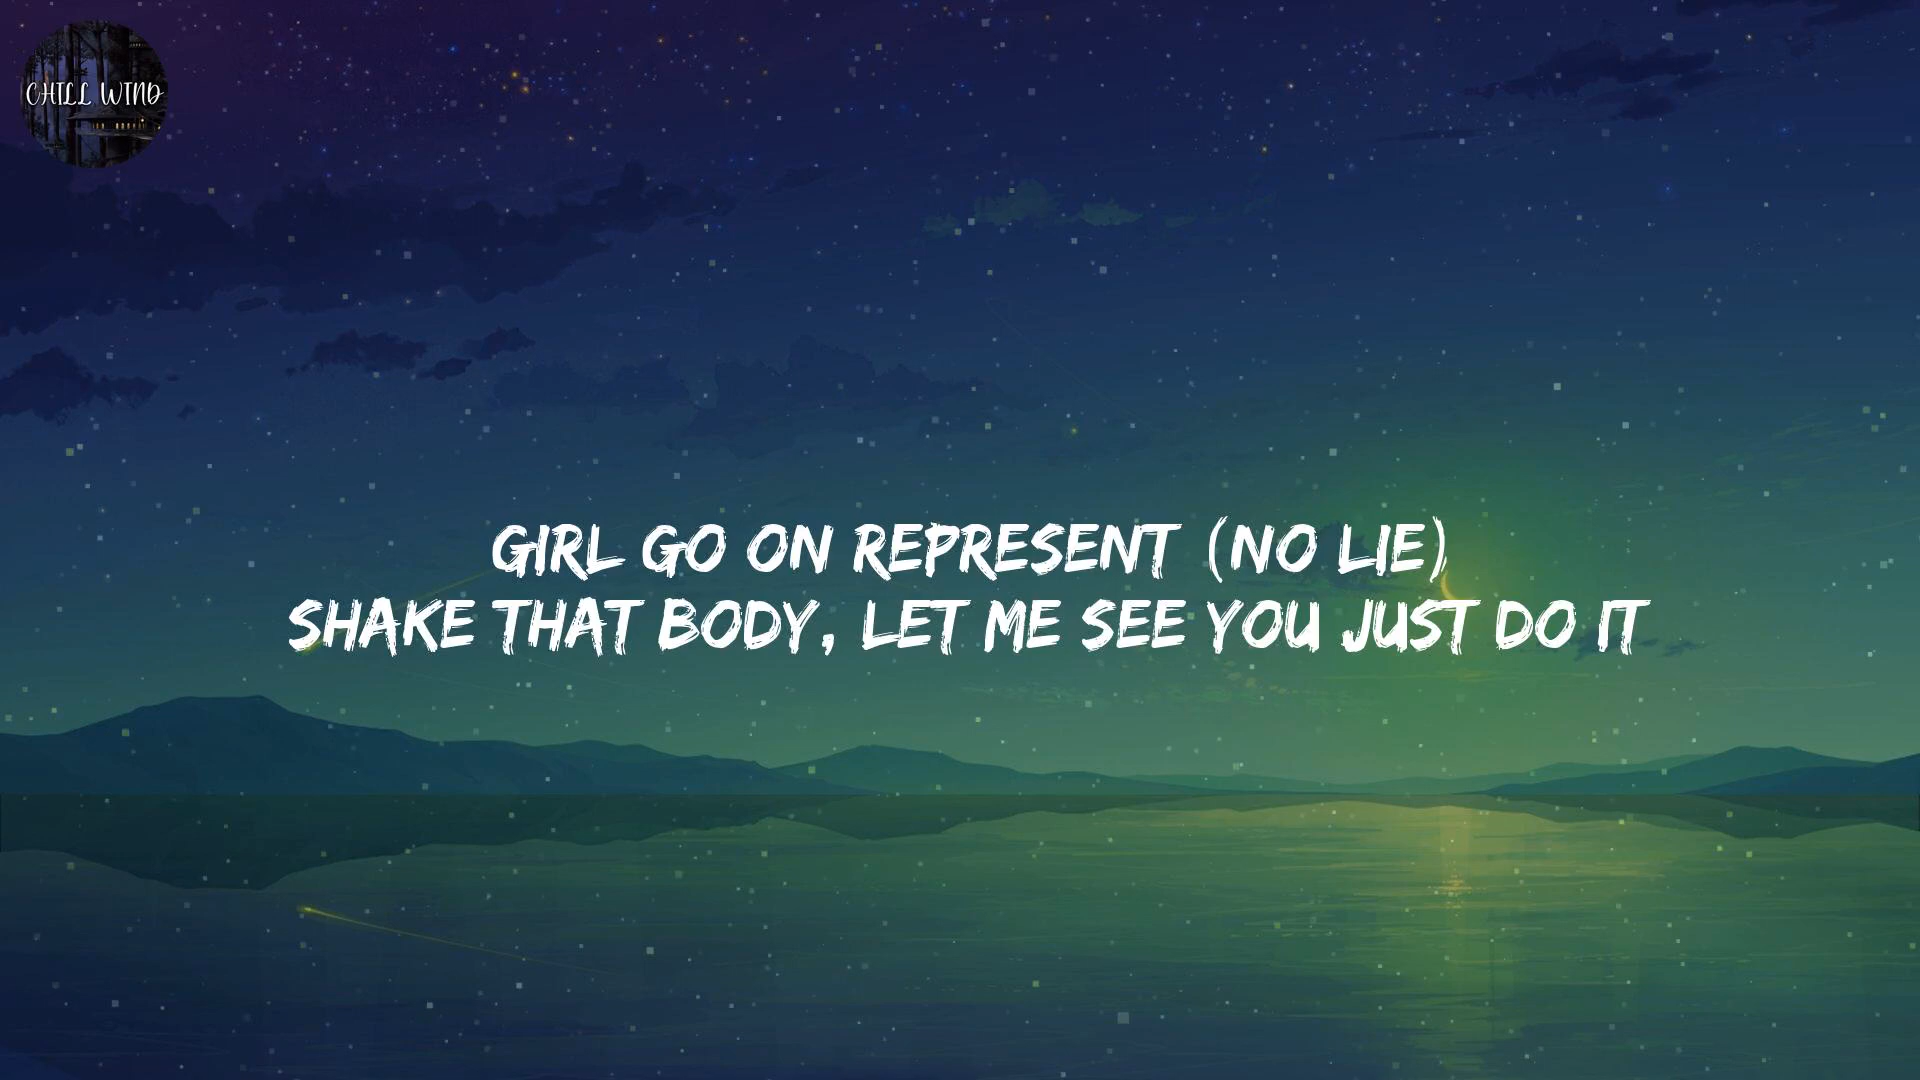 CHILL WIND
GIRL GO ON REPRESENT (NO LIE)
SHAKE THAT BODY, LET ME SEE YOU JUST DO IT